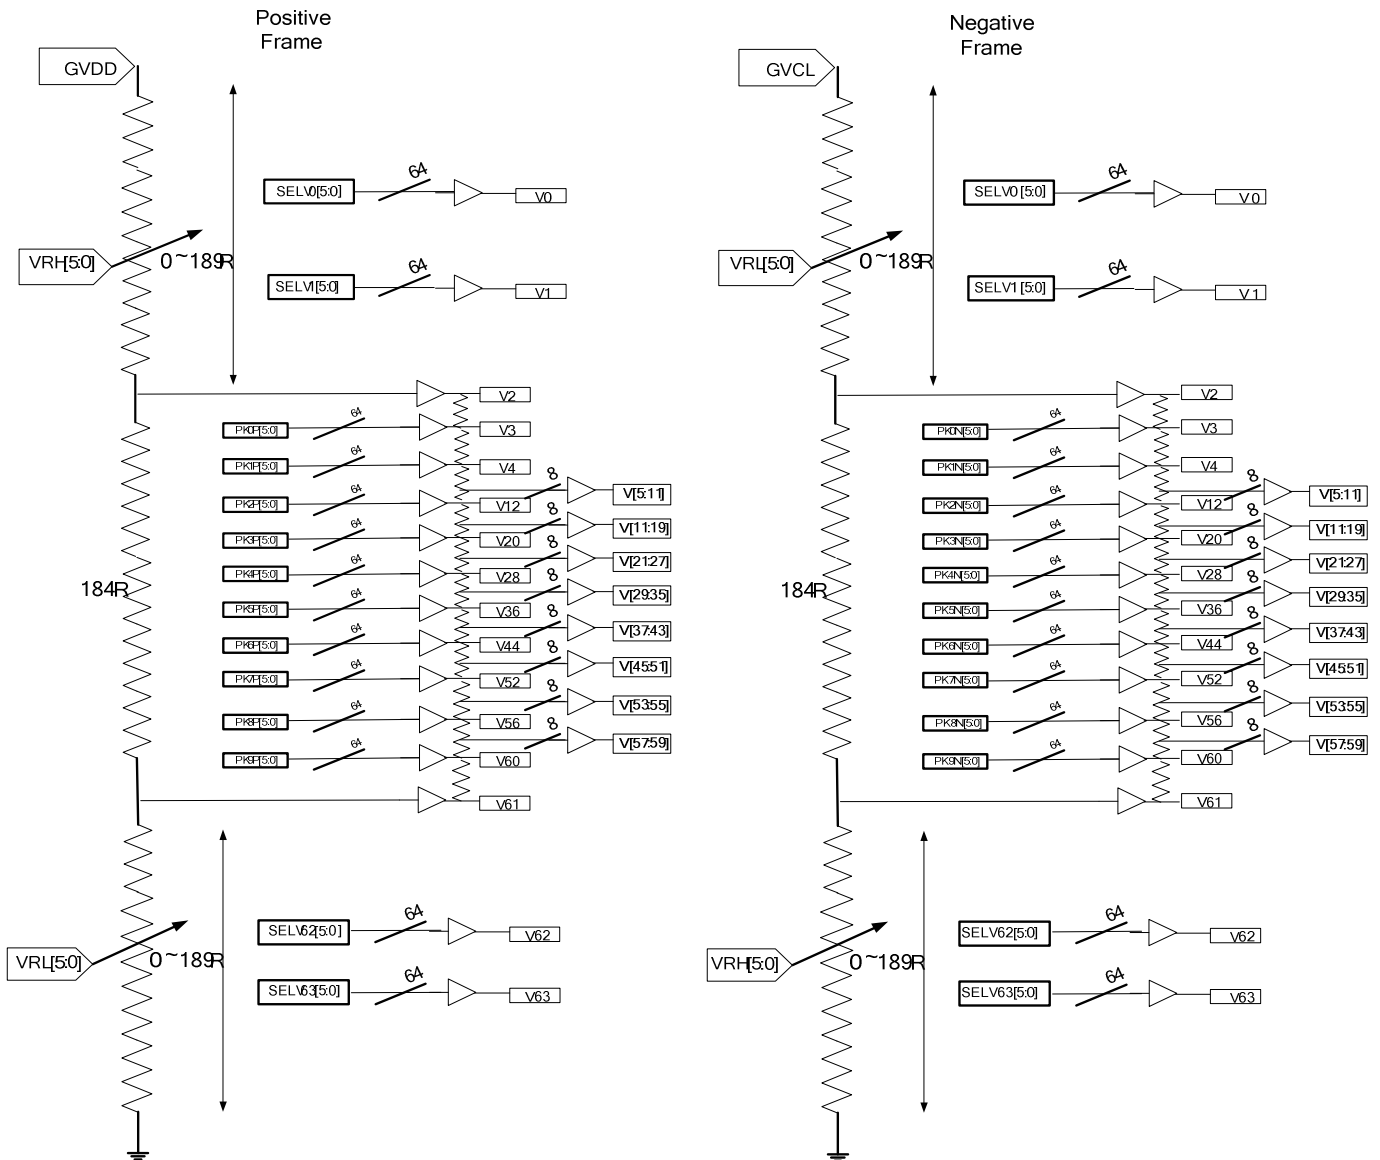 Positive
Frame
GVDD
64
SELV0[5:0]
V0
VRH[5:0]
0~189R
64
SELV1[5:0]
V1
V2
64
PK0P[5:0]
V3
64
PK1P[5:0]
V4
64
PK2P[5:0]
V12
8
V[5:11]
64
PK3P[5:0]
V20
8
V[11:19]
64
PK4P[5:0]
V28
8
V[21:27]
184R
64
PK5P[5:0]
V36
8
V[29:35]
64
PK6P[5:0]
V44
8
V[37:43]
64
PK7P[5:0]
V52
8
V[45:51]
64
PK8P[5:0]
V56
8
V[53:55]
64
PK9P[5:0]
V60
8
V[57:59]
V61
64
SELV62[5:0]
V62
VRL[5:0]
0~189R
64
SELV63[5:0]
V63
Negative
Frame
GVCL
64
SELV0[5:0]
V0
VRL[5:0]
0~189R
64
SELV1[5:0]
V1
V2
64
PK0N[5:0]
V3
64
PK1N[5:0]
V4
64
PK2N[5:0]
V12
8
V[5:11]
64
PK3N[5:0]
V20
8
V[11:19]
64
PK4N[5:0]
V28
8
V[21:27]
184R
64
PK5N[5:0]
V36
8
V[29:35]
64
PK6N[5:0]
V44
8
V[37:43]
64
PK7N[5:0]
V52
8
V[45:51]
64
PK8N[5:0]
V56
8
V[53:55]
64
PK9N[5:0]
V60
8
V[57:59]
V61
64
SELV62[5:0]
V62
VRH[5:0]
0~189R
64
SELV63[5:0]
V63